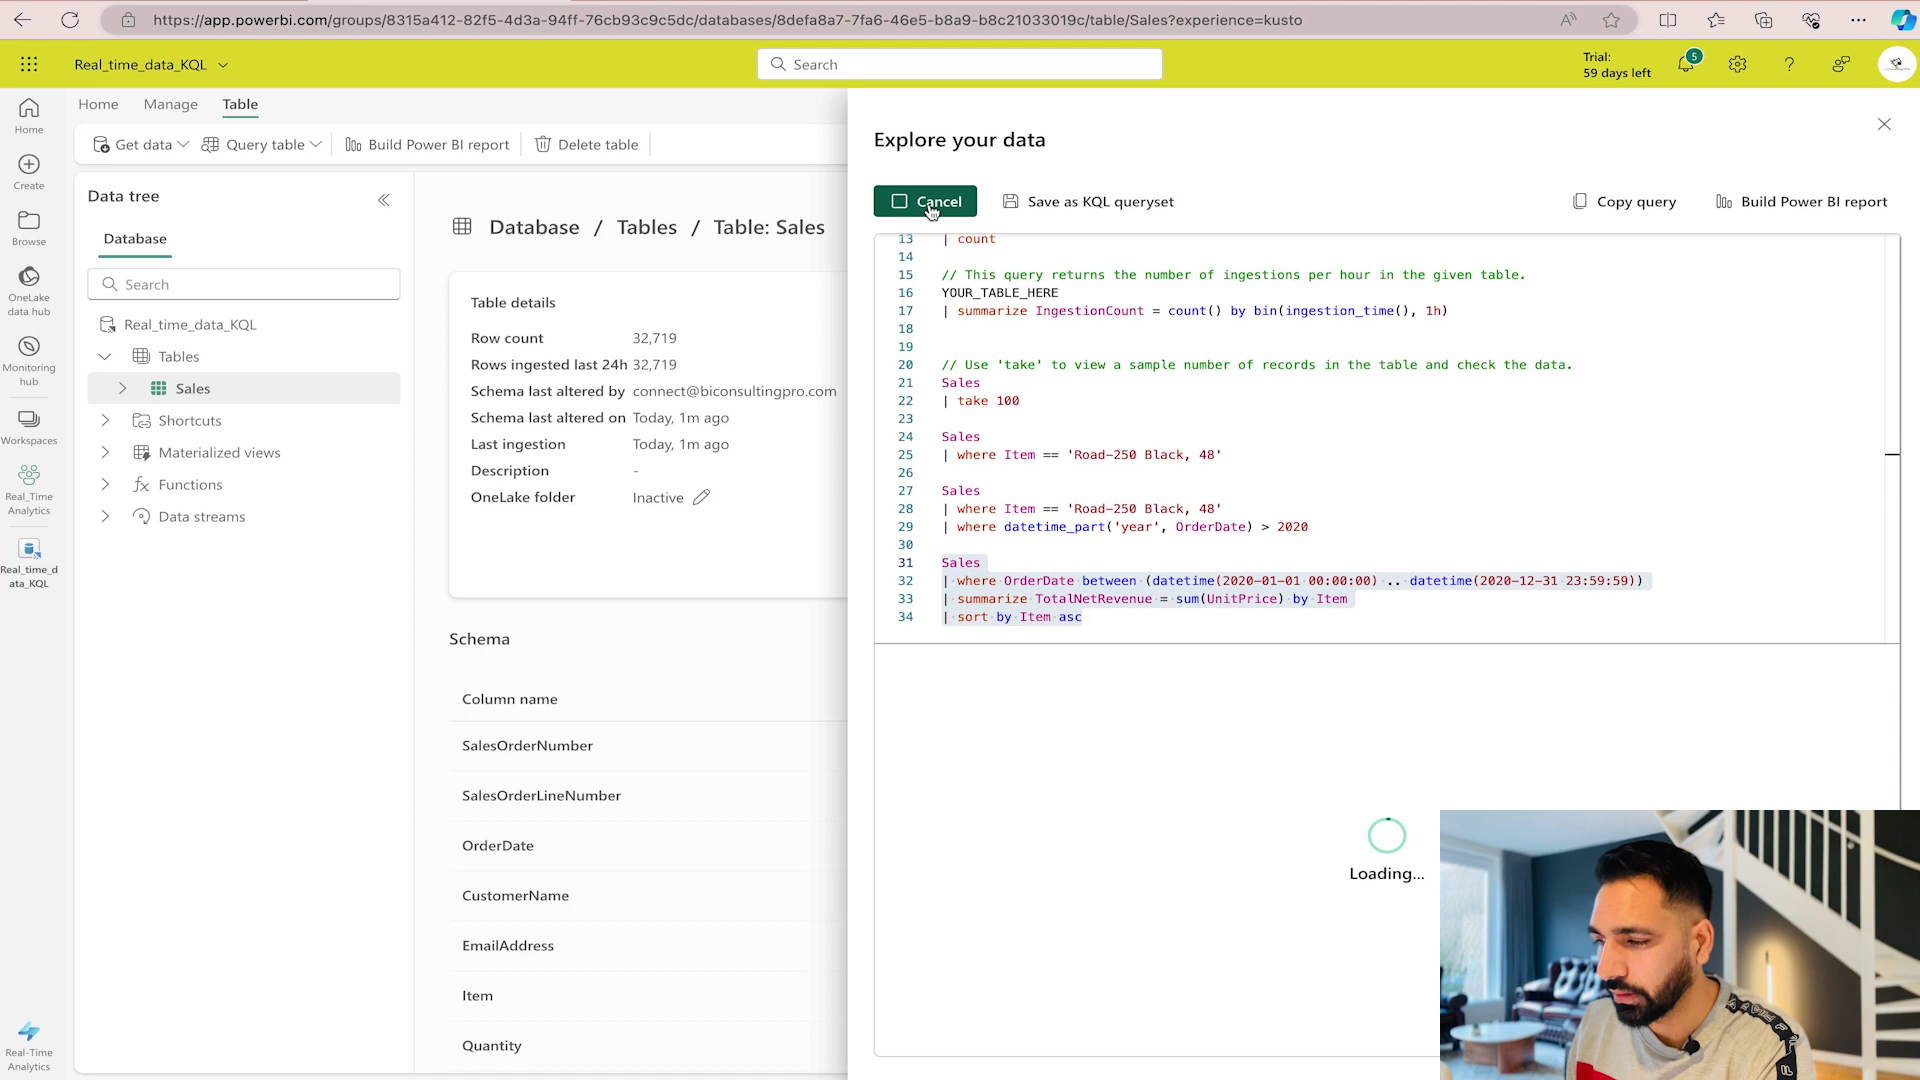 https://app.powerbi.com/groups/8315a412-82f5-4d3a-94ff-76cb93c9c5dc/databases/8defa8a7-7fa6-46e5-b8a9-b8c21033019c/table/Sales?experience=kusto
Real_time_data_KQL
Search
Trial:
59 days left
5
Home
Create
Browse
OneLake
data hub
Monitoring
hub
Workspaces
Real_Time
Analytics
Real_time_d
ata_KQL
Real-Time
Analytics
Home
Manage
Table
Get data
Query table
Build Power BI report
Delete table
Data tree
Database
Search
Real_time_data_KQL
Tables
Sales
Shortcuts
Materialized views
Functions
Data streams
Database / Tables / Table: Sales
Table details
Row count 32,719
Rows ingested last 24h 32,719
Schema last altered by connect@biconsultingpro.com
Schema last altered on Today, 1m ago
Last ingestion Today, 1m ago
Description -
OneLake folder Inactive
Schema
Column name
SalesOrderNumber
SalesOrderLineNumber
OrderDate
CustomerName
EmailAddress
Item
Quantity
Explore your data
Cancel
Save as KQL queryset
Copy query
Build Power BI report
13 | count
14
15 // This query returns the number of ingestions per hour in the given table.
16 YOUR_TABLE_HERE
17 | summarize IngestionCount = count() by bin(ingestion_time(), 1h)
18
19
20 // Use 'take' to view a sample number of records in the table and check the data.
21 Sales
22 | take 100
23
24 Sales
25 | where Item == 'Road-250 Black, 48'
26
27 Sales
28 | where Item == 'Road-250 Black, 48'
29 | where datetime_part('year', OrderDate) > 2020
30
31 Sales
32 | where OrderDate between (datetime(2020-01-01 00:00:00) .. datetime(2020-12-31 23:59:59))
33 | summarize TotalNetRevenue = sum(UnitPrice) by Item
34 | sort by Item asc
Loading...